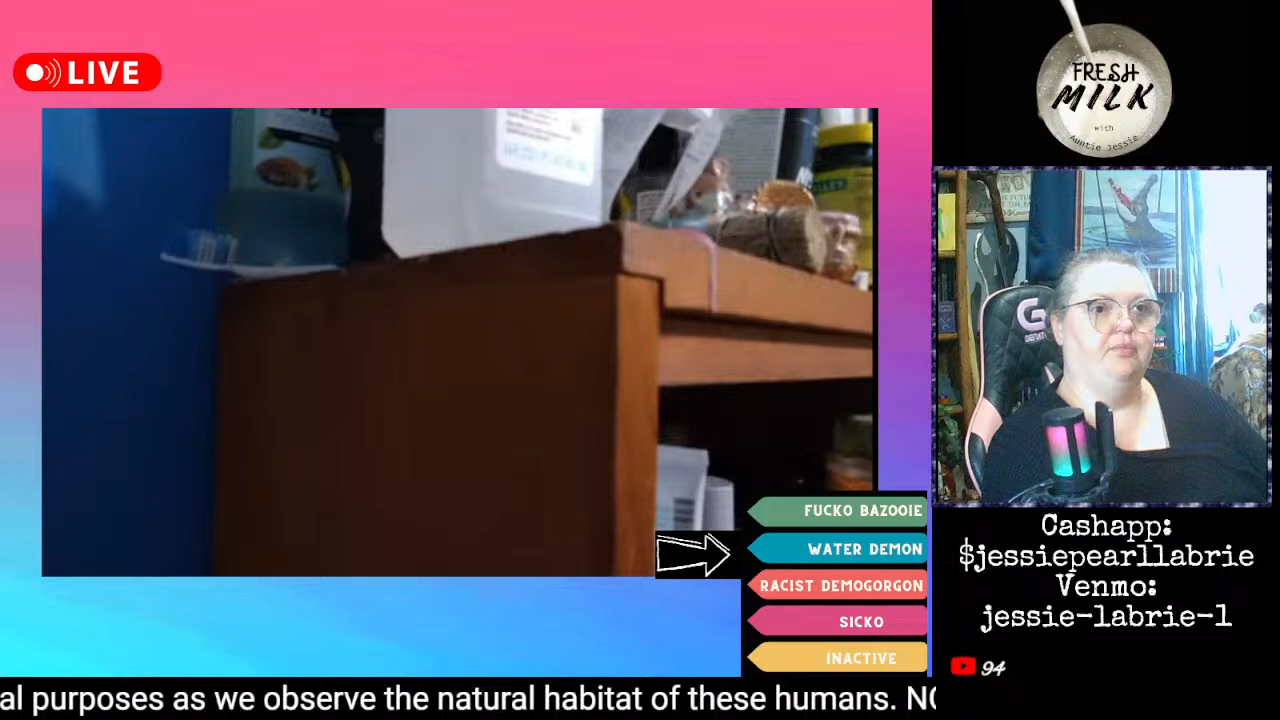 LIVE
FRESH
MILK
with
Auntie Jessie
FUCKO BAZOOIE
WATER DEMON
RACIST DEMOGORGON
SICKO
INACTIVE
Cashapp:
$jessiepearllabrie
Venmo:
jessie-labrie-1
94
al purposes as we observe the natural habitat of these humans. NO